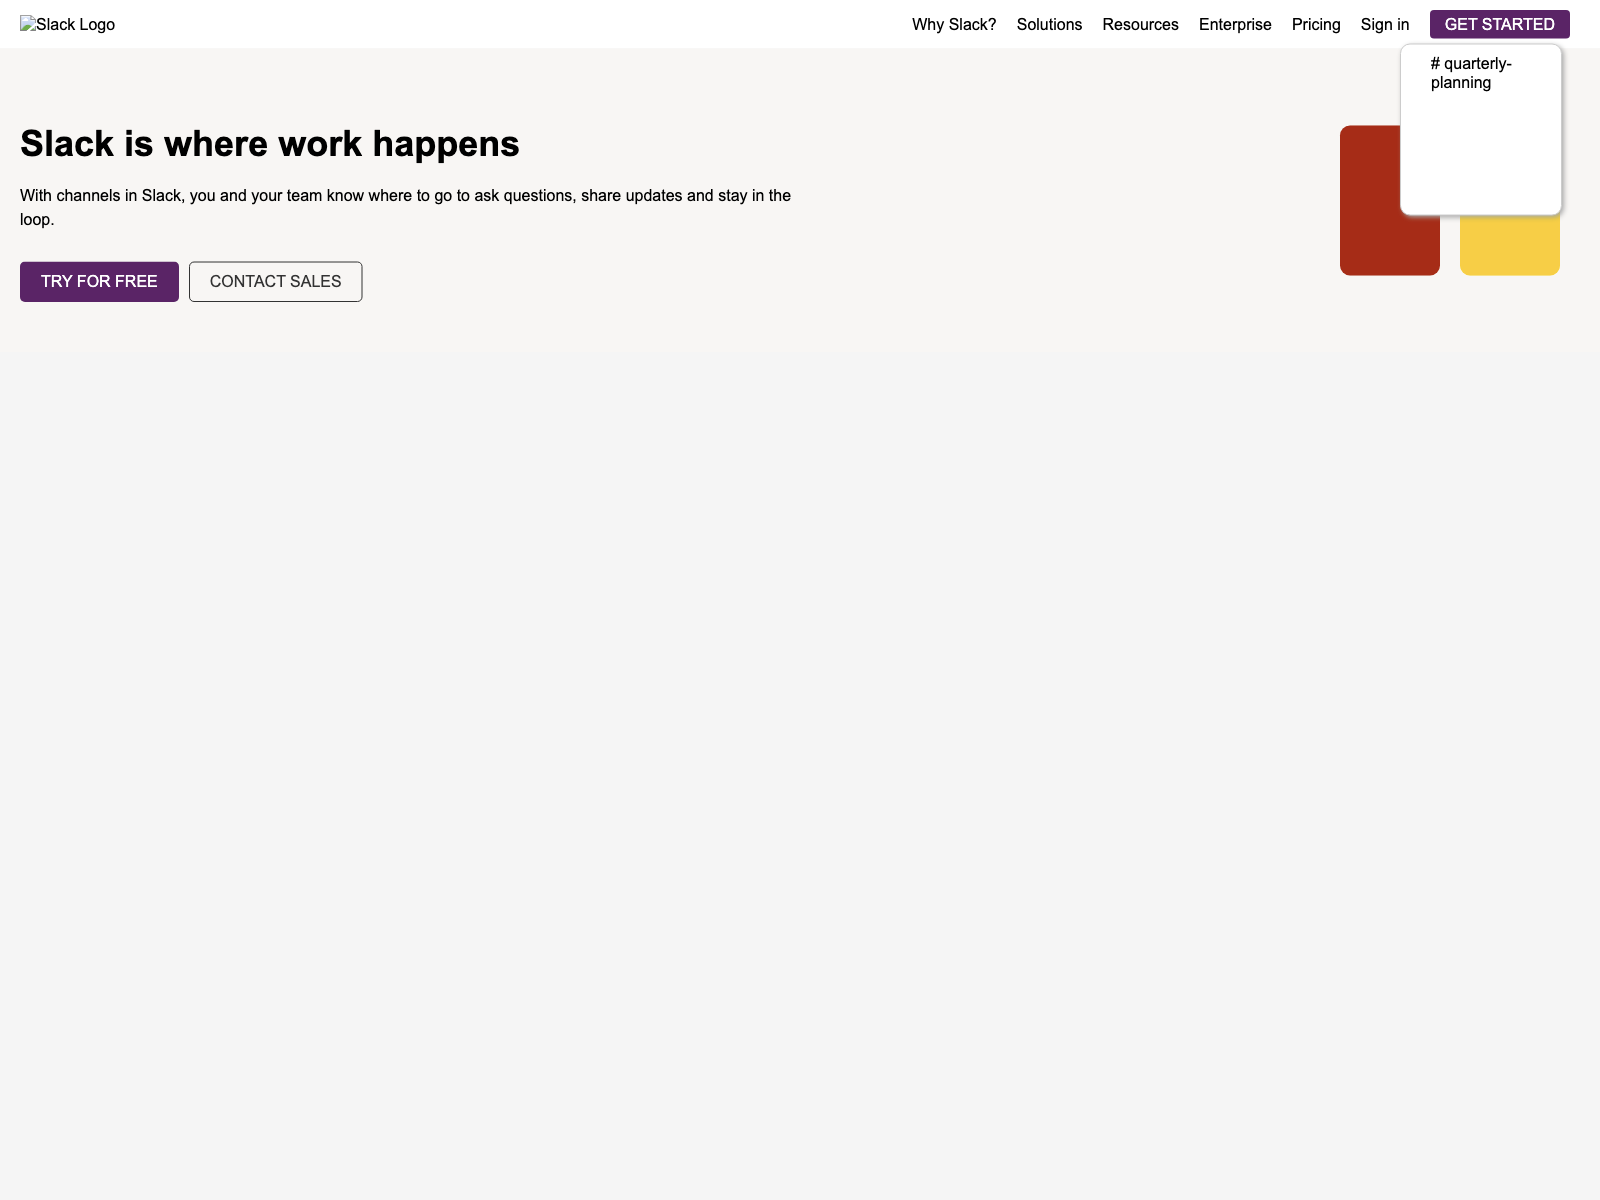 Slack Logo
Why Slack?
Solutions
Resources
Enterprise
Pricing
Sign in
GET STARTED
# quarterly-
planning
Slack is where work happens
With channels in Slack, you and your team know where to go to ask questions, share updates and stay in the
loop.
TRY FOR FREE
CONTACT SALES